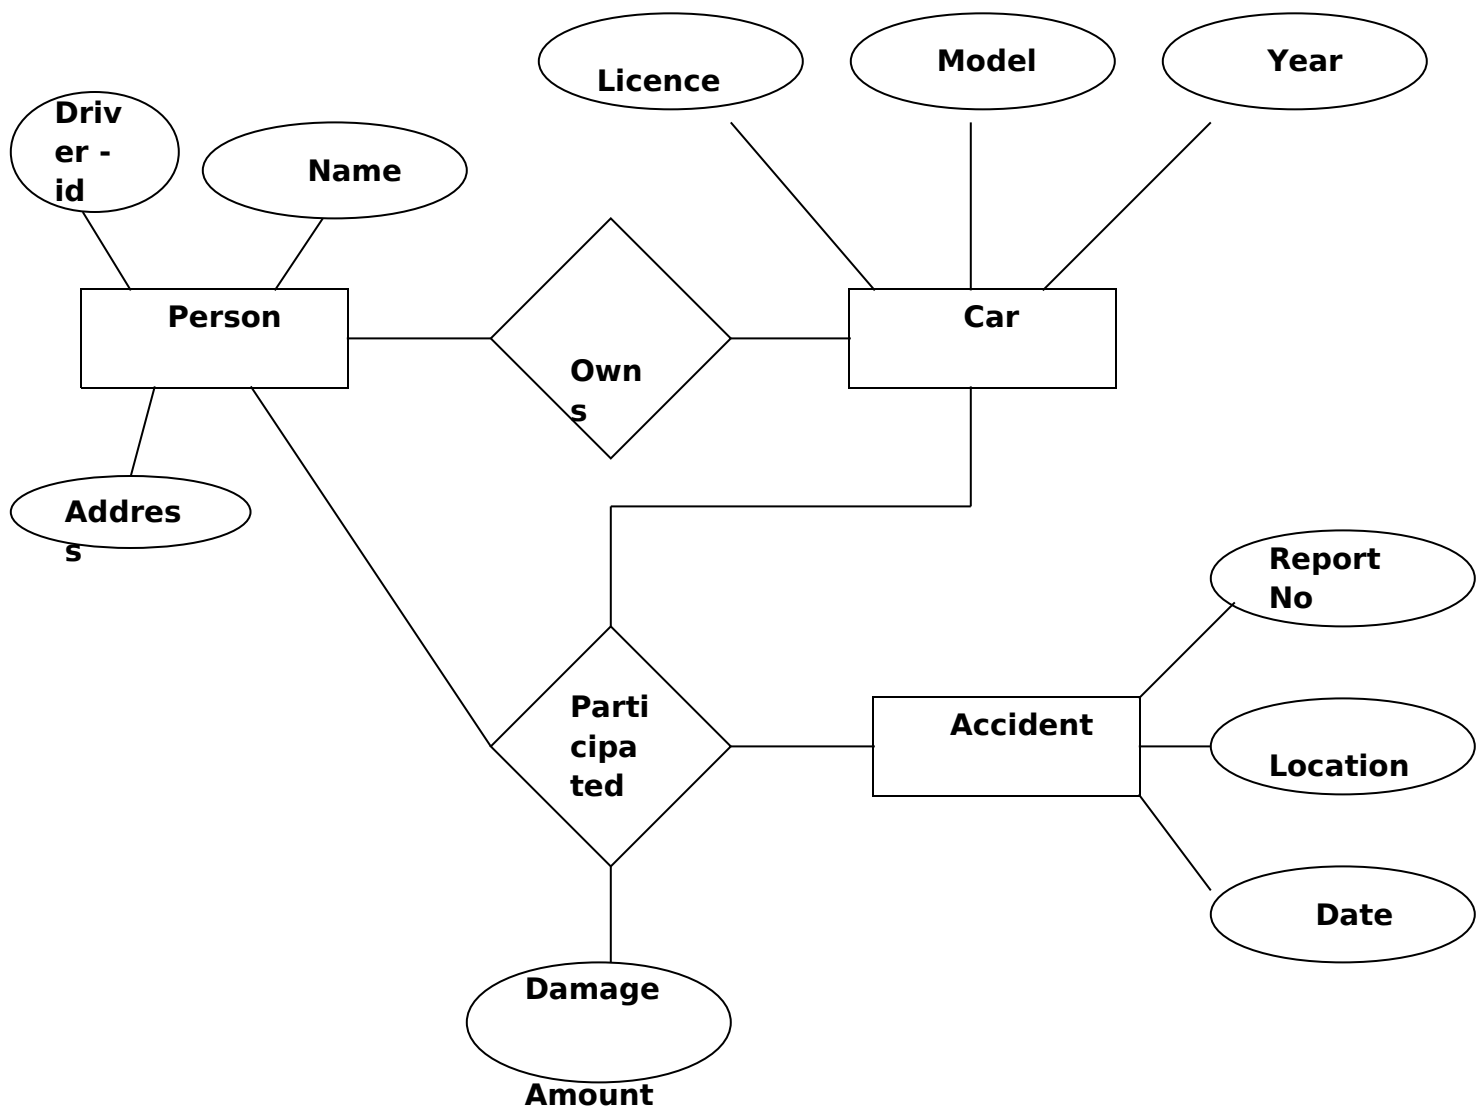 Licence
Model
Year
Driv
er -
id
Name
Person
Own
s
Car
Addres
s
Report
No
Parti
cipa
ted
Accident
Location
Date
Damage
Amount